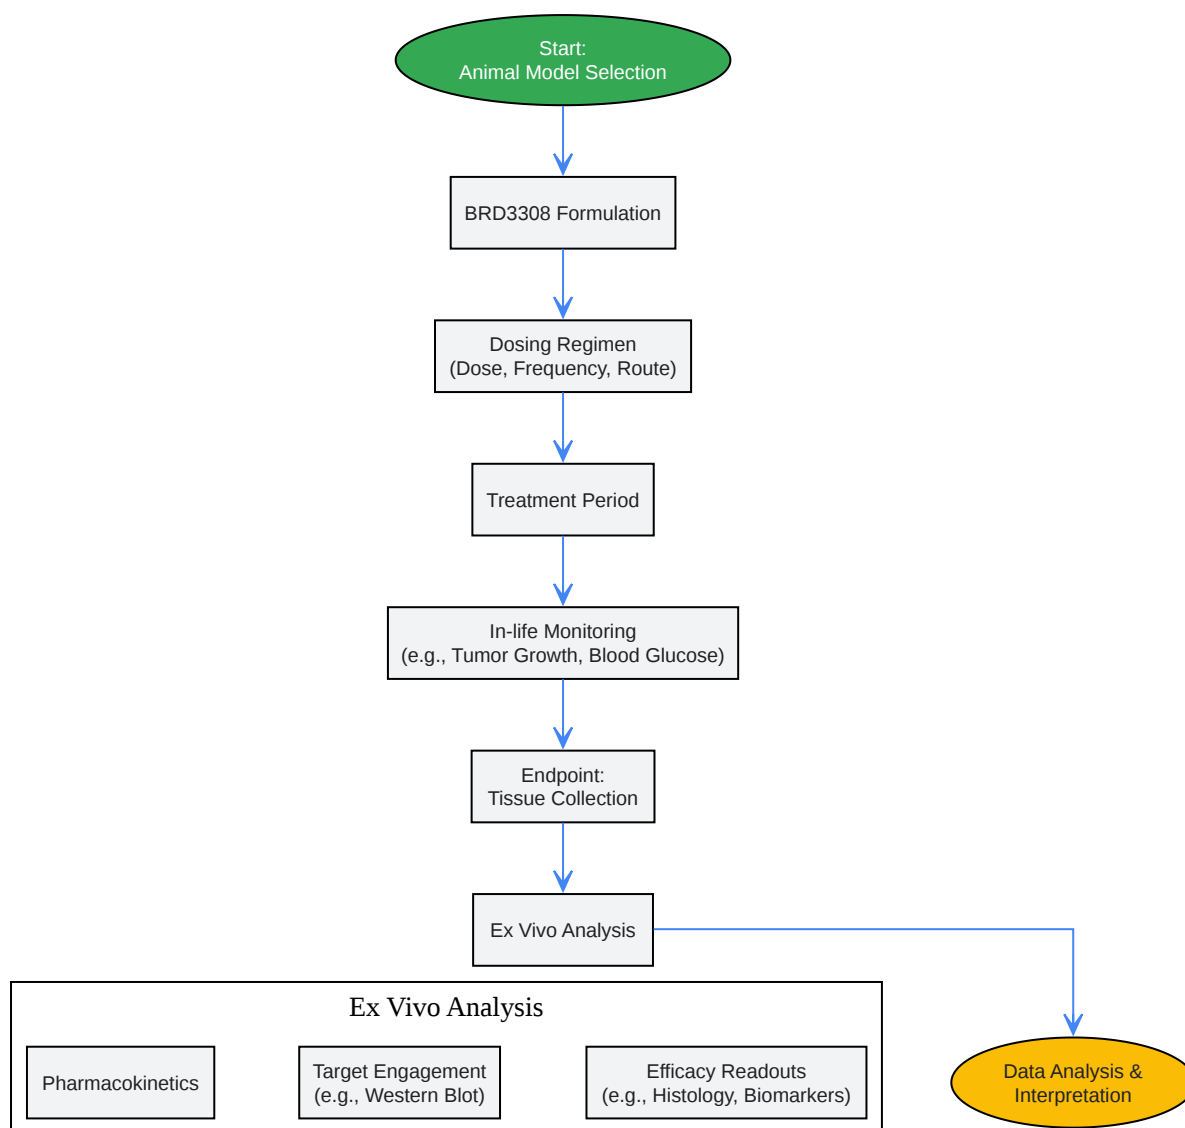 Start:
Animal Model Selection
BRD3308 Formulation
Dosing Regimen
(Dose, Frequency, Route)
Treatment Period
In-life Monitoring
(e.g., Tumor Growth, Blood Glucose)
Endpoint:
Tissue Collection
Ex Vivo Analysis
Ex Vivo Analysis
Pharmacokinetics
Target Engagement
(e.g., Western Blot)
Efficacy Readouts
(e.g., Histology, Biomarkers)
Data Analysis &
Interpretation